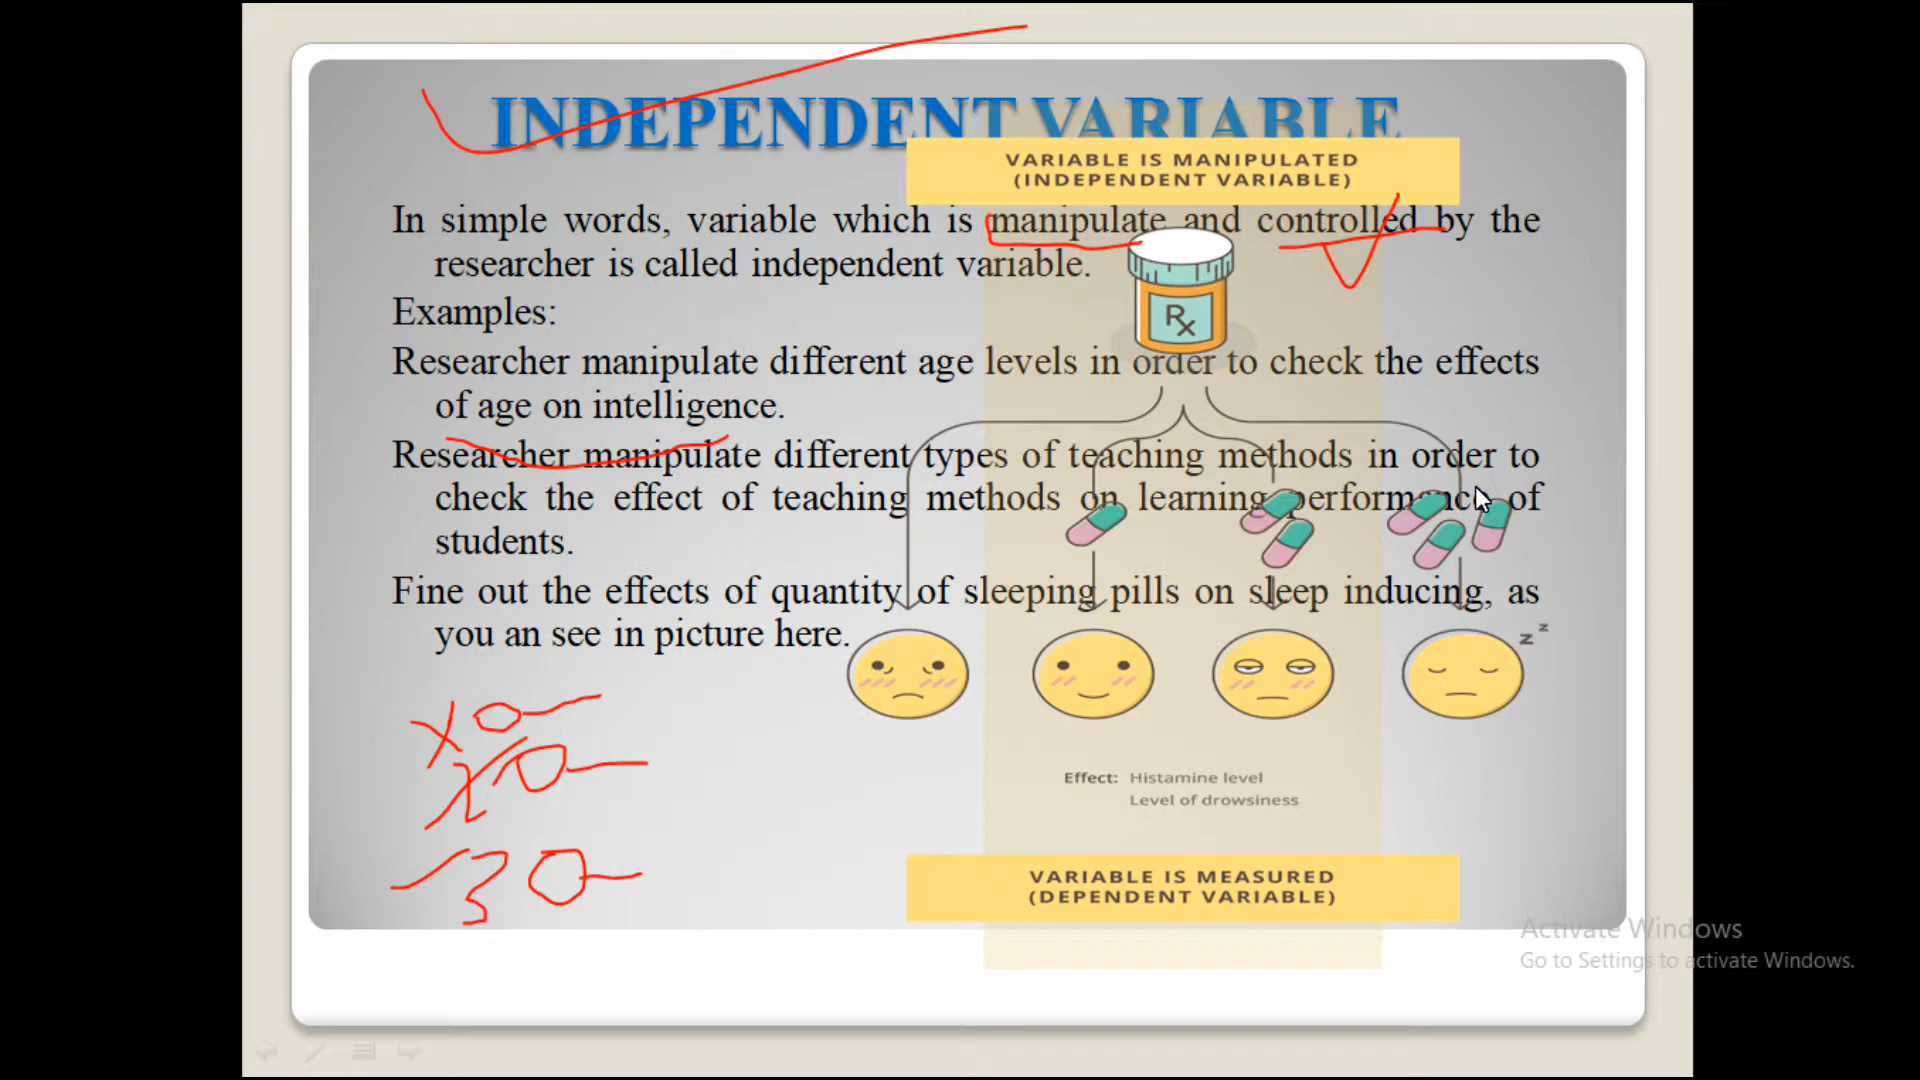 INDEPENDENT VARIABLE
VARIABLE IS MANIPULATED
(INDEPENDENT VARIABLE)
In simple words, variable which is manipulate and controlled by the
researcher is called independent variable.
Rx
Examples:
Researcher manipulate different age levels in order to check the effects
of age on intelligence.
Researcher manipulate different types of teaching methods in order to
check the effect of teaching methods on learning performance of
students.
Fine out the effects of quantity of sleeping pills on sleep inducing, as
you an see in picture here.
z z
Effect: Histamine level
Level of drowsiness
VARIABLE IS MEASURED
(DEPENDENT VARIABLE)
Activate Windows
Go to Settings to activate Windows.